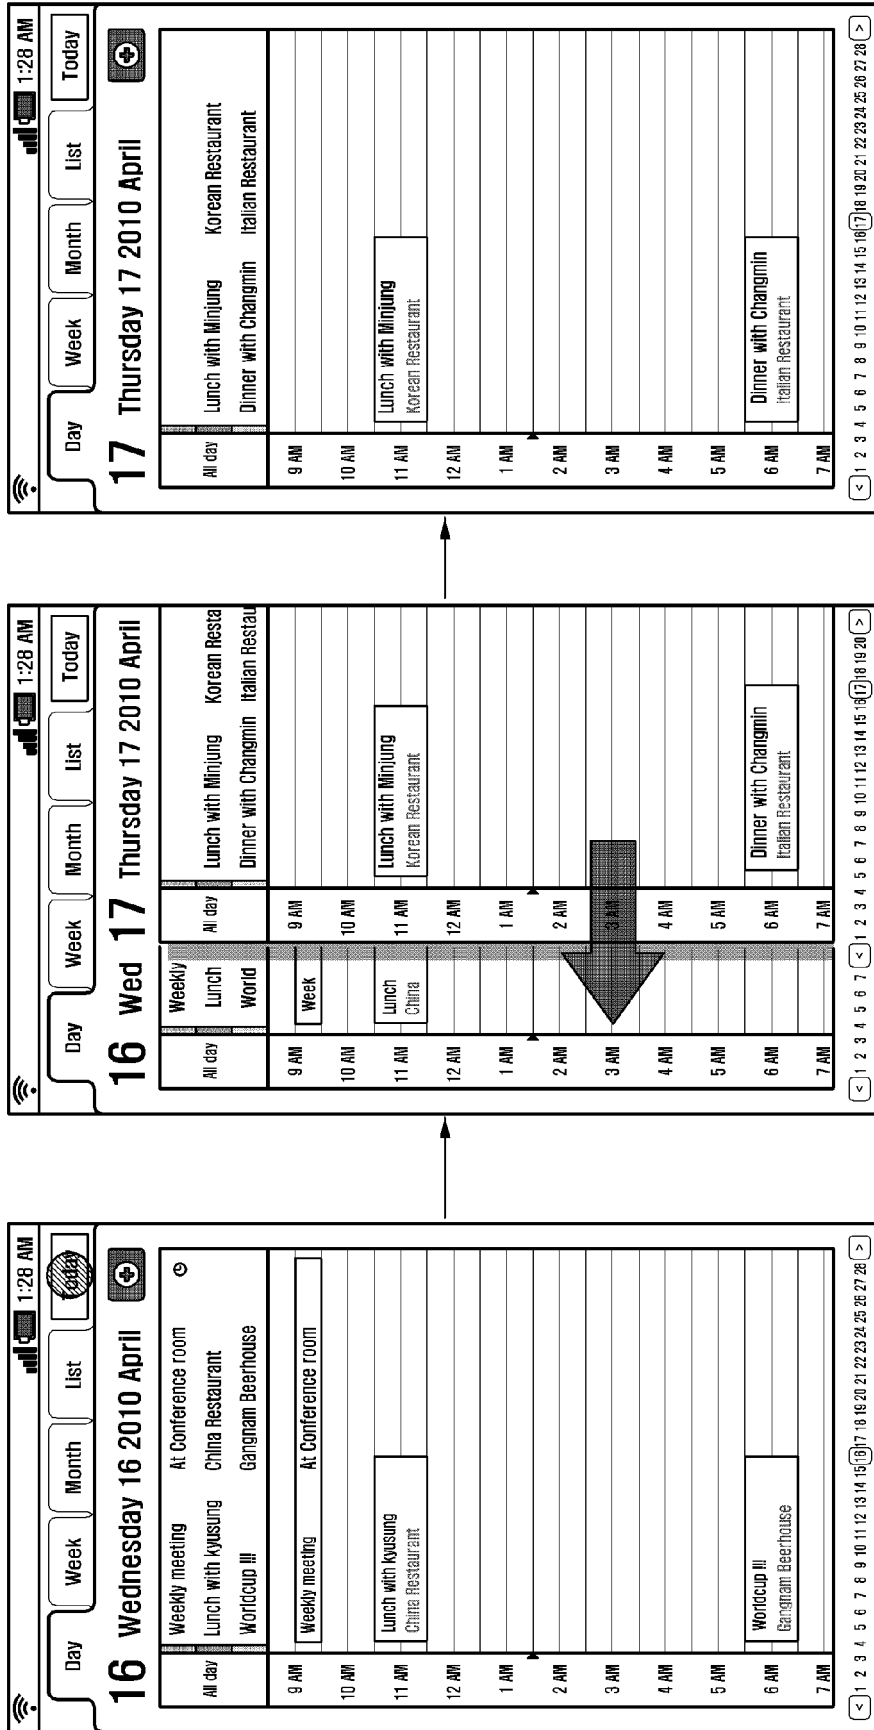 1:28 AM
Day Week Month List Today
16 Wednesday 16 2010 April
All day
Weekly meeting At Conference room
Lunch with kyusung China Restaurant
Worldcup !!! Gangnam Beerhouse
9 AM Weekly meeting At Conference room
10 AM
11 AM Lunch with kyusung
China Restaurant
12 AM
1 AM
2 AM
3 AM
4 AM
5 AM
6 AM Worldcup !!!
Gangnam Beerhouse
7 AM
< 1 2 3 4 5 6 7 8 9 10 11 12 13 14 15 16 17 18 19 20 21 22 23 24 25 26 27 28 >
1:28 AM
Day Week Month List Today
16 Wed 17 Thursday 17 2010 April
All day Weekly All day Lunch with Minjung Korean Resta
Lunch Dinner with Changmin Italian Restau
World
9 AM Week 9 AM
10 AM 10 AM
11 AM Lunch 11 AM Lunch with Minjung
China Korean Restaurant
12 AM 12 AM
1 AM 1 AM
2 AM 2 AM
3 AM 3 AM
4 AM 4 AM
5 AM 5 AM
6 AM 6 AM Dinner with Changmin
Italian Restaurant
7 AM 7 AM
< 1 2 3 4 5 6 7 < 1 2 3 4 5 6 7 8 9 10 11 12 13 14 15 16 17 18 19 20 >
1:28 AM
Day Week Month List Today
17 Thursday 17 2010 April
All day
Lunch with Minjung Korean Restaurant
Dinner with Changmin Italian Restaurant
9 AM
10 AM
11 AM Lunch with Minjung
Korean Restaurant
12 AM
1 AM
2 AM
3 AM
4 AM
5 AM
6 AM Dinner with Changmin
Italian Restaurant
7 AM
< 1 2 3 4 5 6 7 8 9 10 11 12 13 14 15 16 17 18 19 20 21 22 23 24 25 26 27 28 >